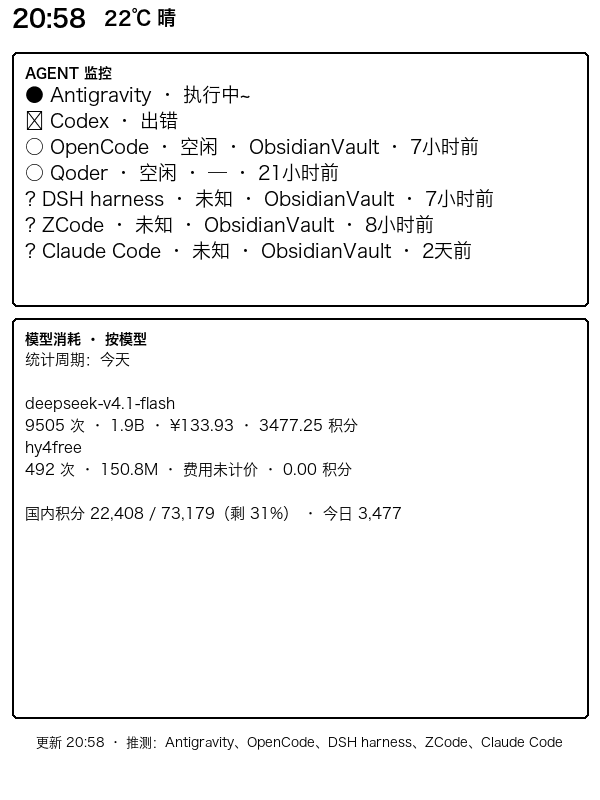 20:58 22℃ 晴
AGENT 监控
● Antigravity · 执行中~
☒ Codex · 出错
○ OpenCode · 空闲 · ObsidianVault · 7小时前
○ Qoder · 空闲 · — · 21小时前
? DSH harness · 未知 · ObsidianVault · 7小时前
? ZCode · 未知 · ObsidianVault · 8小时前
? Claude Code · 未知 · ObsidianVault · 2天前
模型消耗 · 按模型
统计周期：今天
deepseek-v4.1-flash
9505 次 · 1.9B · ¥133.93 · 3477.25 积分
hy4free
492 次 · 150.8M · 费用未计价 · 0.00 积分
国内积分 22,408 / 73,179（剩 31%） · 今日 3,477
更新 20:58 · 推测：Antigravity、OpenCode、DSH harness、ZCode、Claude Code